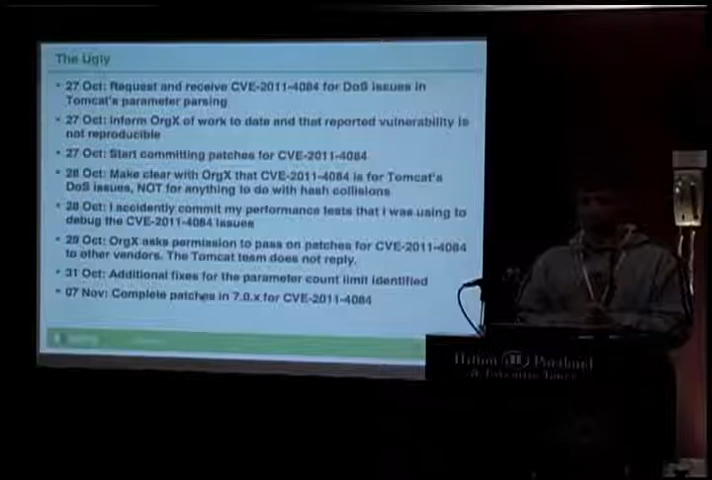 The Ugly
• 27 Oct: Request and receive CVE-2011-4084 for DoS issues in
Tomcat's parameter parsing
• 27 Oct: Inform OrgX of work to date and that reported vulnerability is
not reproducible
• 27 Oct: Start committing patches for CVE-2011-4084
• 28 Oct: Make clear with OrgX that CVE-2011-4084 is for Tomcat's
DoS issues, NOT for anything to do with hash collisions
• 28 Oct: I accidently commit my performance tests that I was using to
debug the CVE-2011-4084 issues
• 29 Oct: OrgX asks permission to pass on patches for CVE-2011-4084
to other vendors. The Tomcat team does not reply.
• 31 Oct: Additional fixes for the parameter count limit identified
• 07 Nov: Complete patches in 7.0.x for CVE-2011-4084
Hilton Portland
& Executive Tower